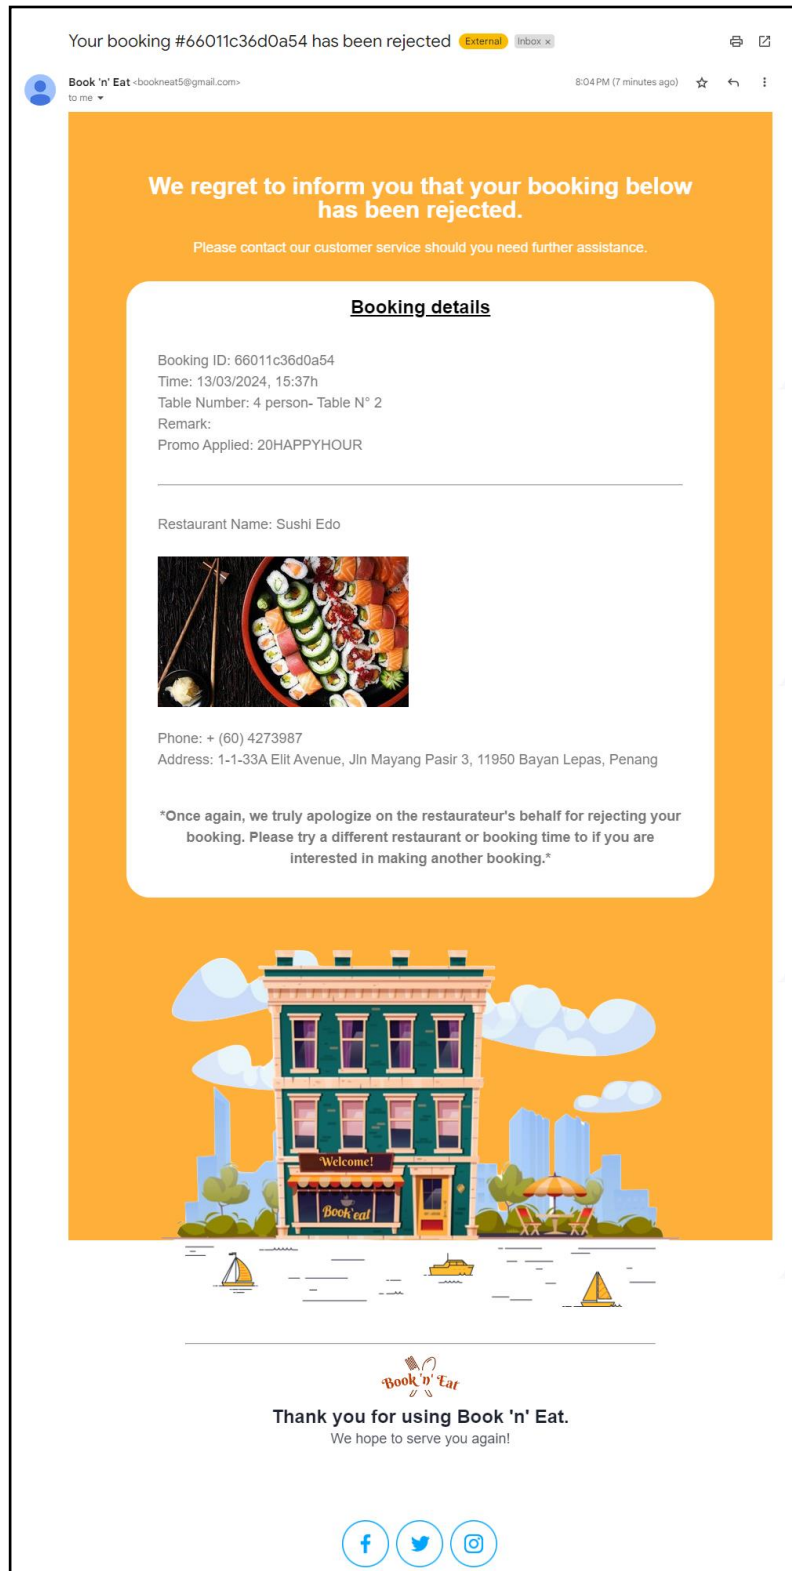 Your booking #66011c36d0a54 has been rejected External Inbox x
Book 'n' Eat <bookneat5@gmail.com> 8:04 PM (7 minutes ago)
to me
We regret to inform you that your booking below
has been rejected.
Please contact our customer service should you need further assistance.
Booking details
Booking ID: 66011c36d0a54
Time: 13/03/2024, 15:37h
Table Number: 4 person- Table N° 2
Remark:
Promo Applied: 20HAPPYHOUR
Restaurant Name: Sushi Edo
Phone: + (60) 4273987
Address: 1-1-33A Elit Avenue, Jln Mayang Pasir 3, 11950 Bayan Lepas, Penang
*Once again, we truly apologize on the restaurateur's behalf for rejecting your
booking. Please try a different restaurant or booking time to if you are
interested in making another booking.*
Welcome!
Book'eat
Book 'n' Eat
Thank you for using Book 'n' Eat.
We hope to serve you again!